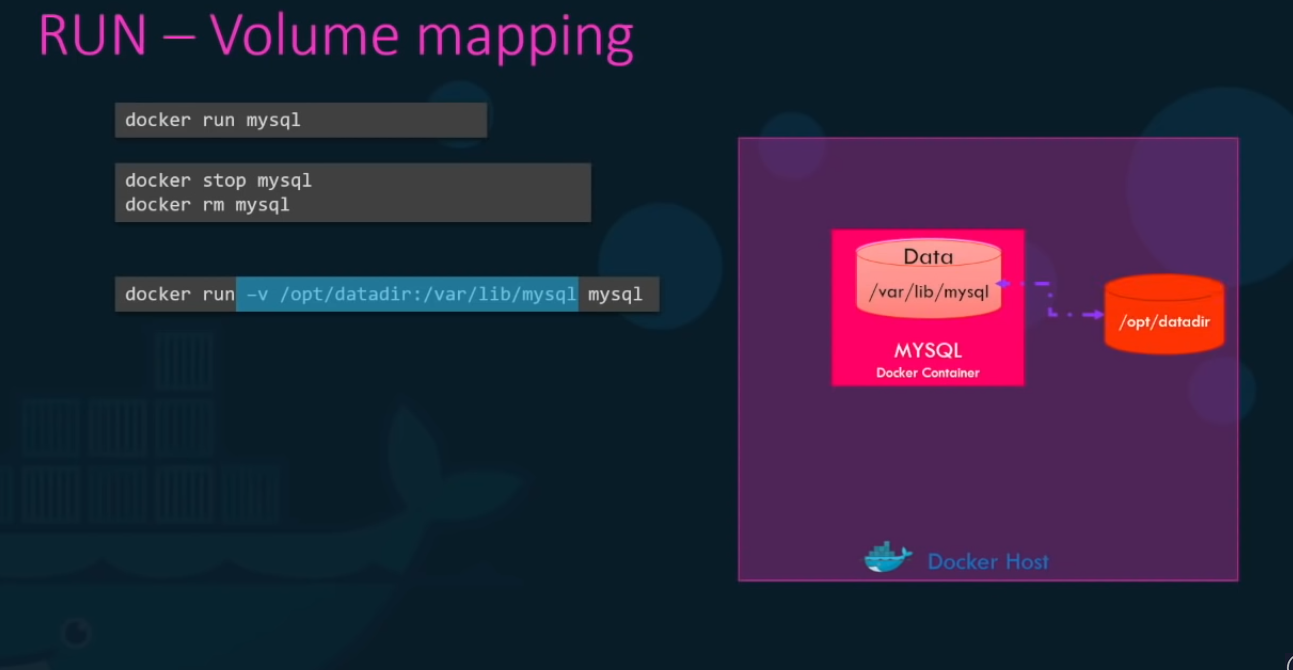 RUN – Volume mapping
docker run mysql
docker stop mysql
docker rm mysql
docker run -v /opt/datadir:/var/lib/mysql mysql
Data
/var/lib/mysql
MYSQL
Docker Container
/opt/datadir
Docker Host